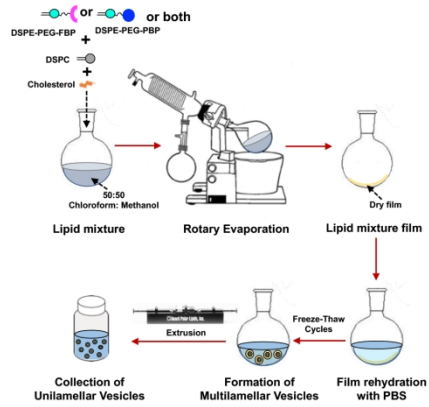 or
or both
DSPE-PEG-FBP
DSPE-PEG-PBP
+
DSPC
+
Cholesterol
50:50
Chloroform: Methanol
Dry film
Lipid mixture
Rotary Evaporation
Lipid mixture film
Freeze-Thaw
Cycles
Extrusion
Collection of
Unilamellar Vesicles
Formation of
Multilamellar Vesicles
Film rehydration
with PBS